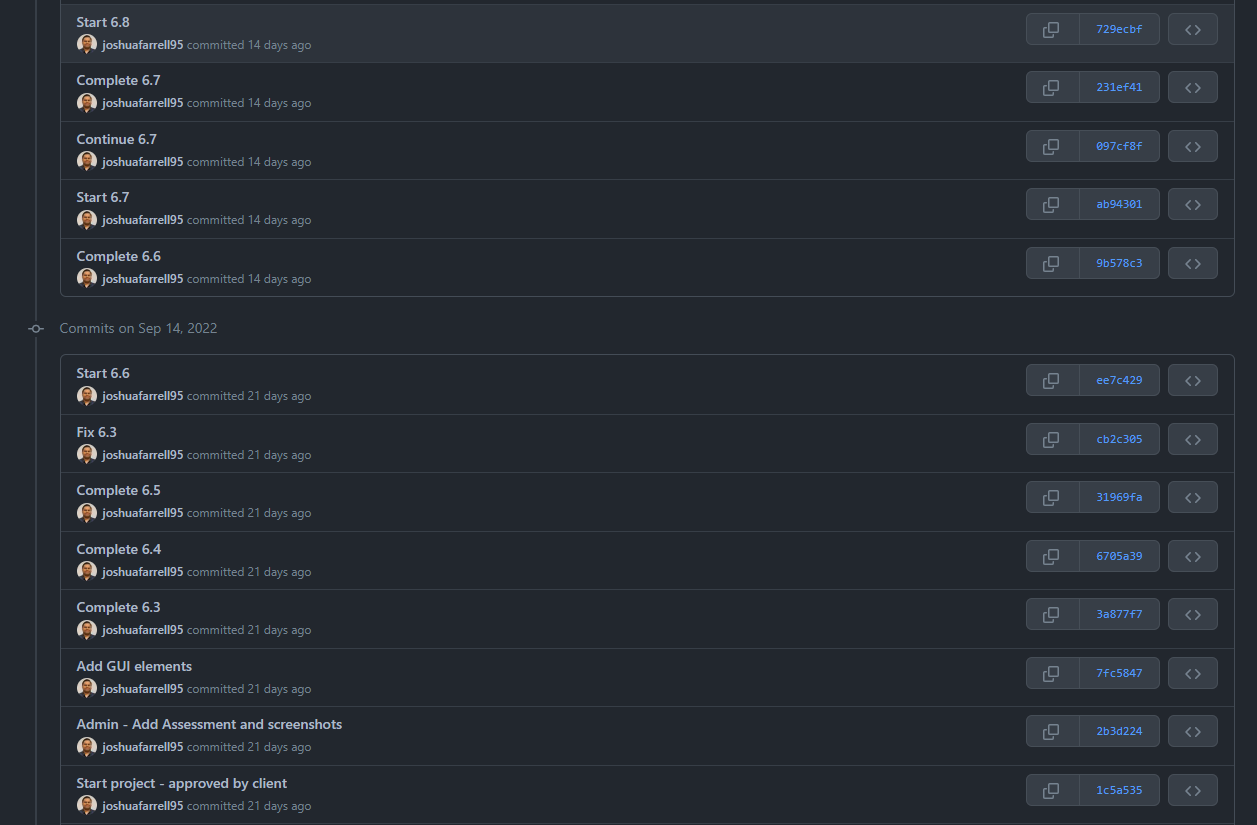 Start 6.8
joshuafarrell95 committed 14 days ago
729ecbf
Complete 6.7
joshuafarrell95 committed 14 days ago
231ef41
Continue 6.7
joshuafarrell95 committed 14 days ago
097cf8f
Start 6.7
joshuafarrell95 committed 14 days ago
ab94301
Complete 6.6
joshuafarrell95 committed 14 days ago
9b578c3
Commits on Sep 14, 2022
Start 6.6
joshuafarrell95 committed 21 days ago
ee7c429
Fix 6.3
joshuafarrell95 committed 21 days ago
cb2c305
Complete 6.5
joshuafarrell95 committed 21 days ago
31969fa
Complete 6.4
joshuafarrell95 committed 21 days ago
6705a39
Complete 6.3
joshuafarrell95 committed 21 days ago
3a877f7
Add GUI elements
joshuafarrell95 committed 21 days ago
7fc5847
Admin - Add Assessment and screenshots
joshuafarrell95 committed 21 days ago
2b3d224
Start project - approved by client
joshuafarrell95 committed 21 days ago
1c5a535